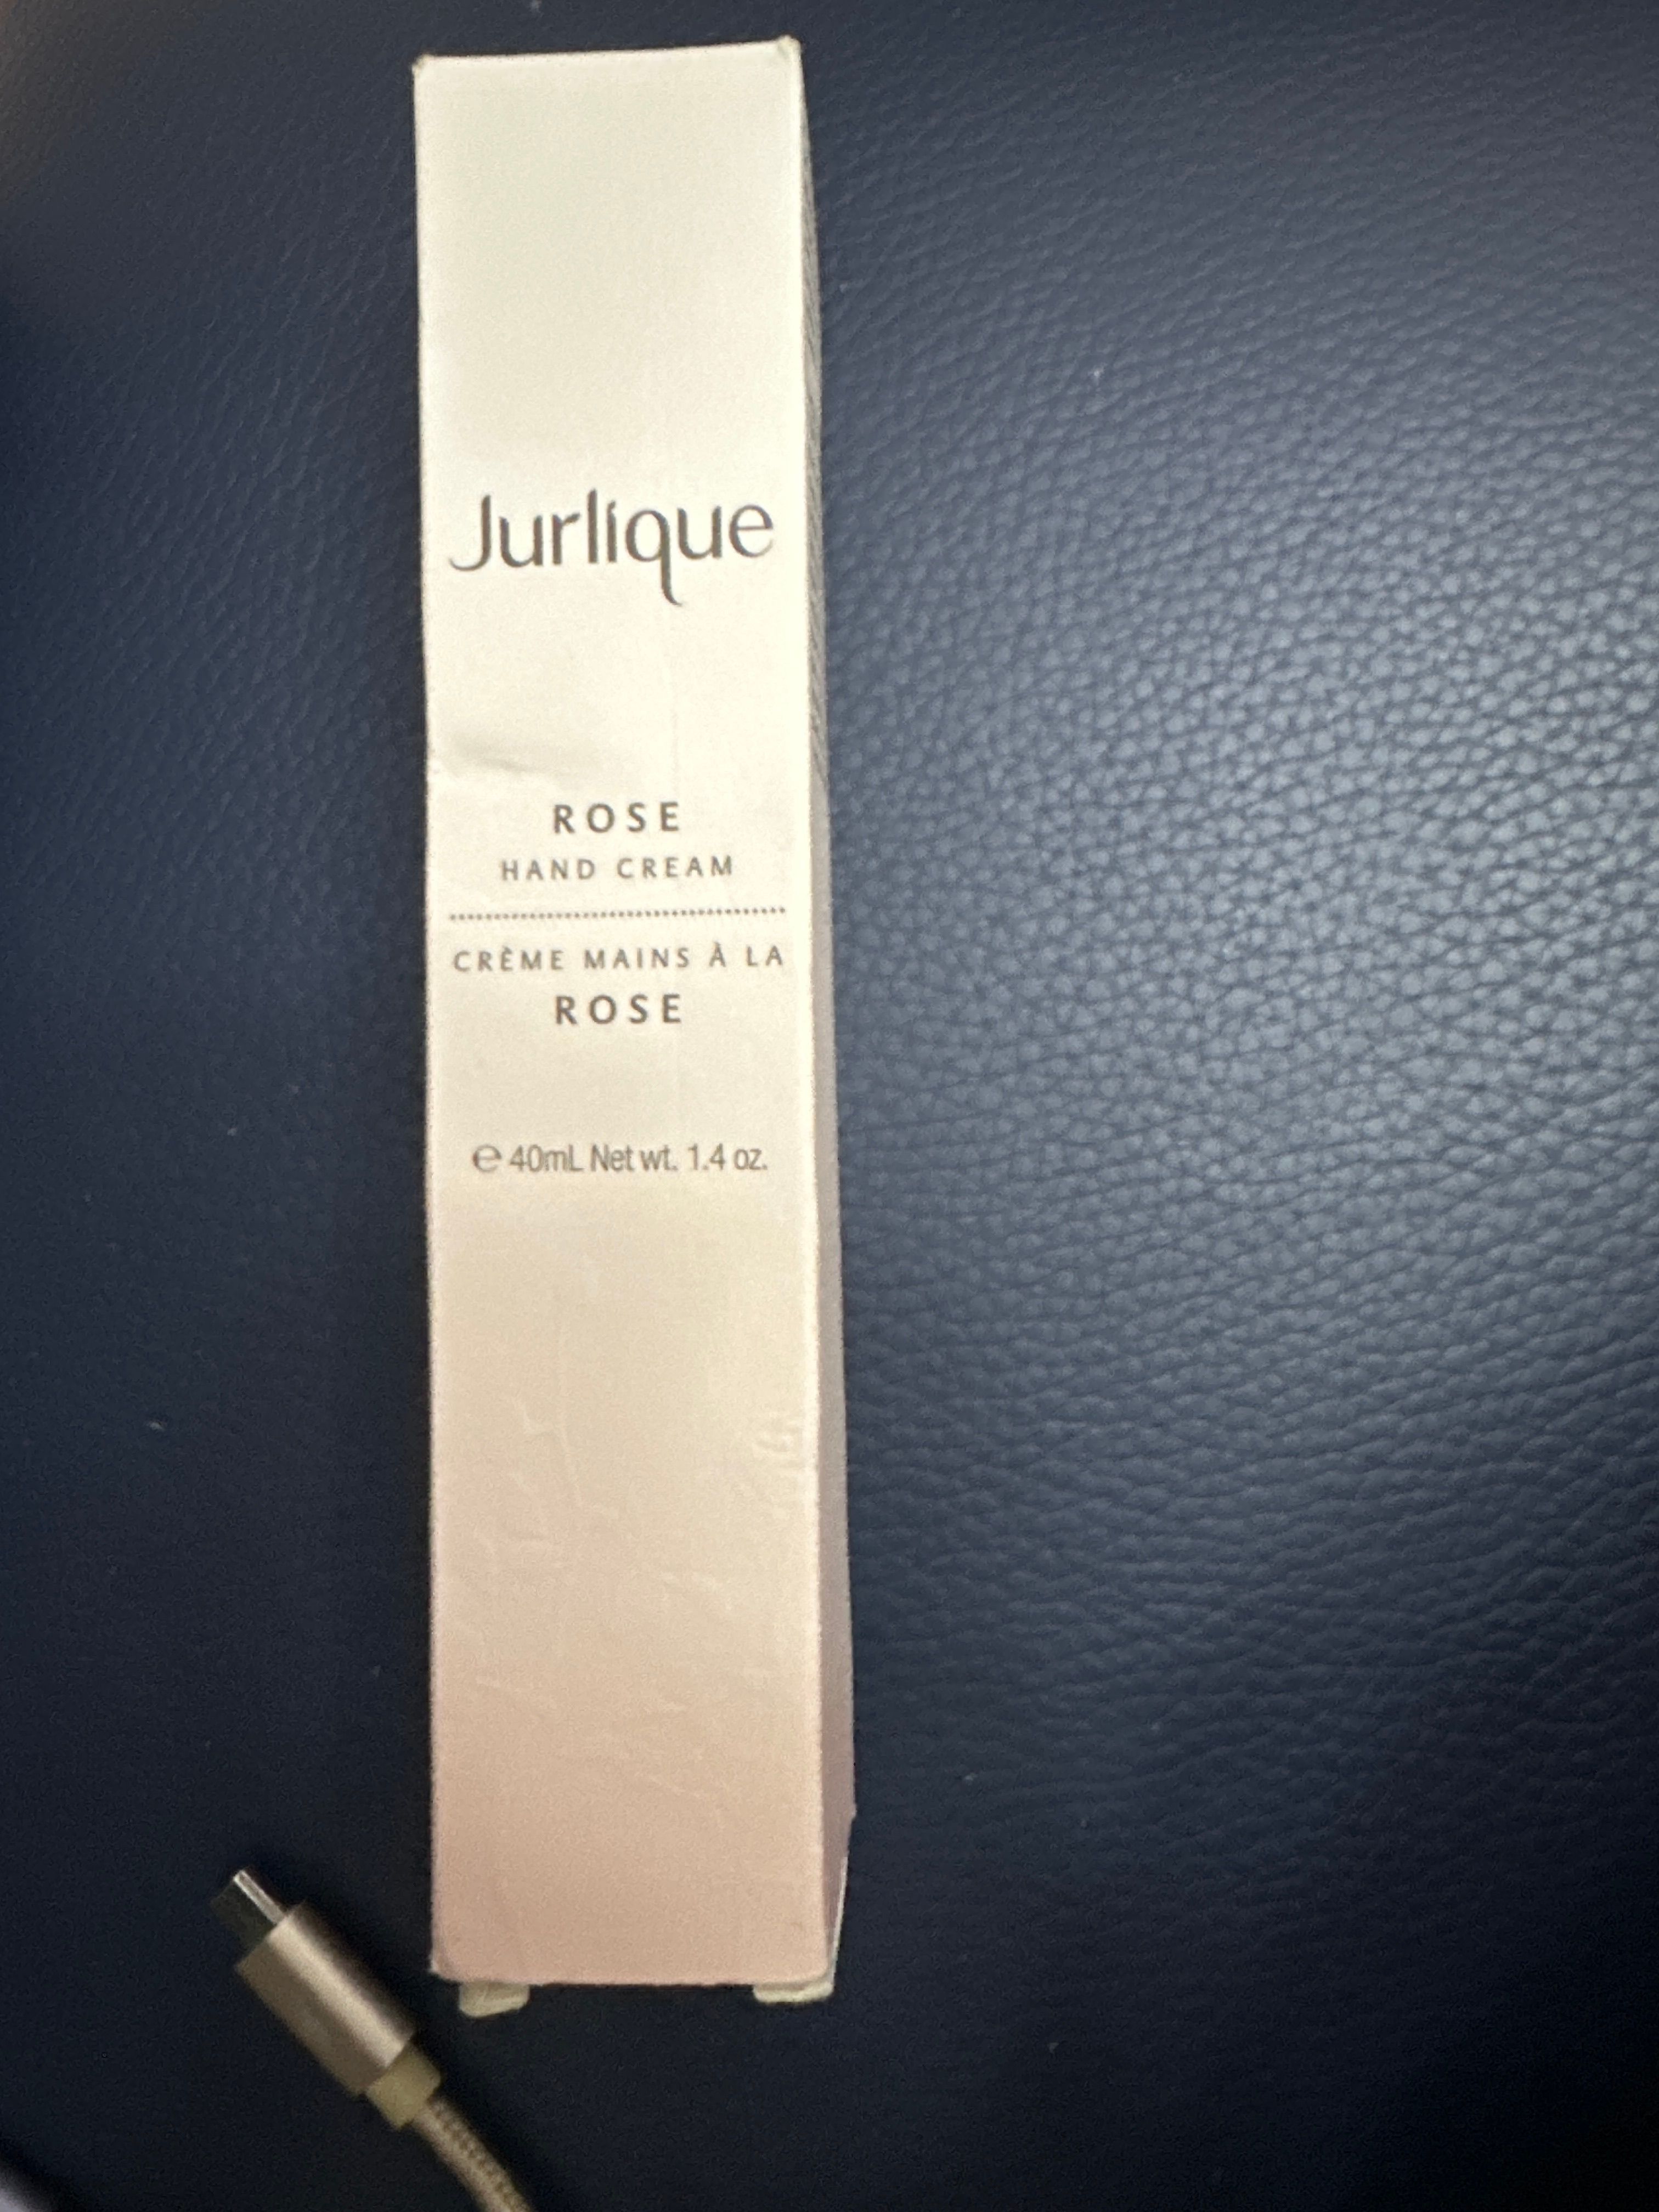 Jurlique
ROSE
HAND CREAM
CRÈME MAINS À LA
ROSE
℮ 40mL Net wt. 1.4 oz.